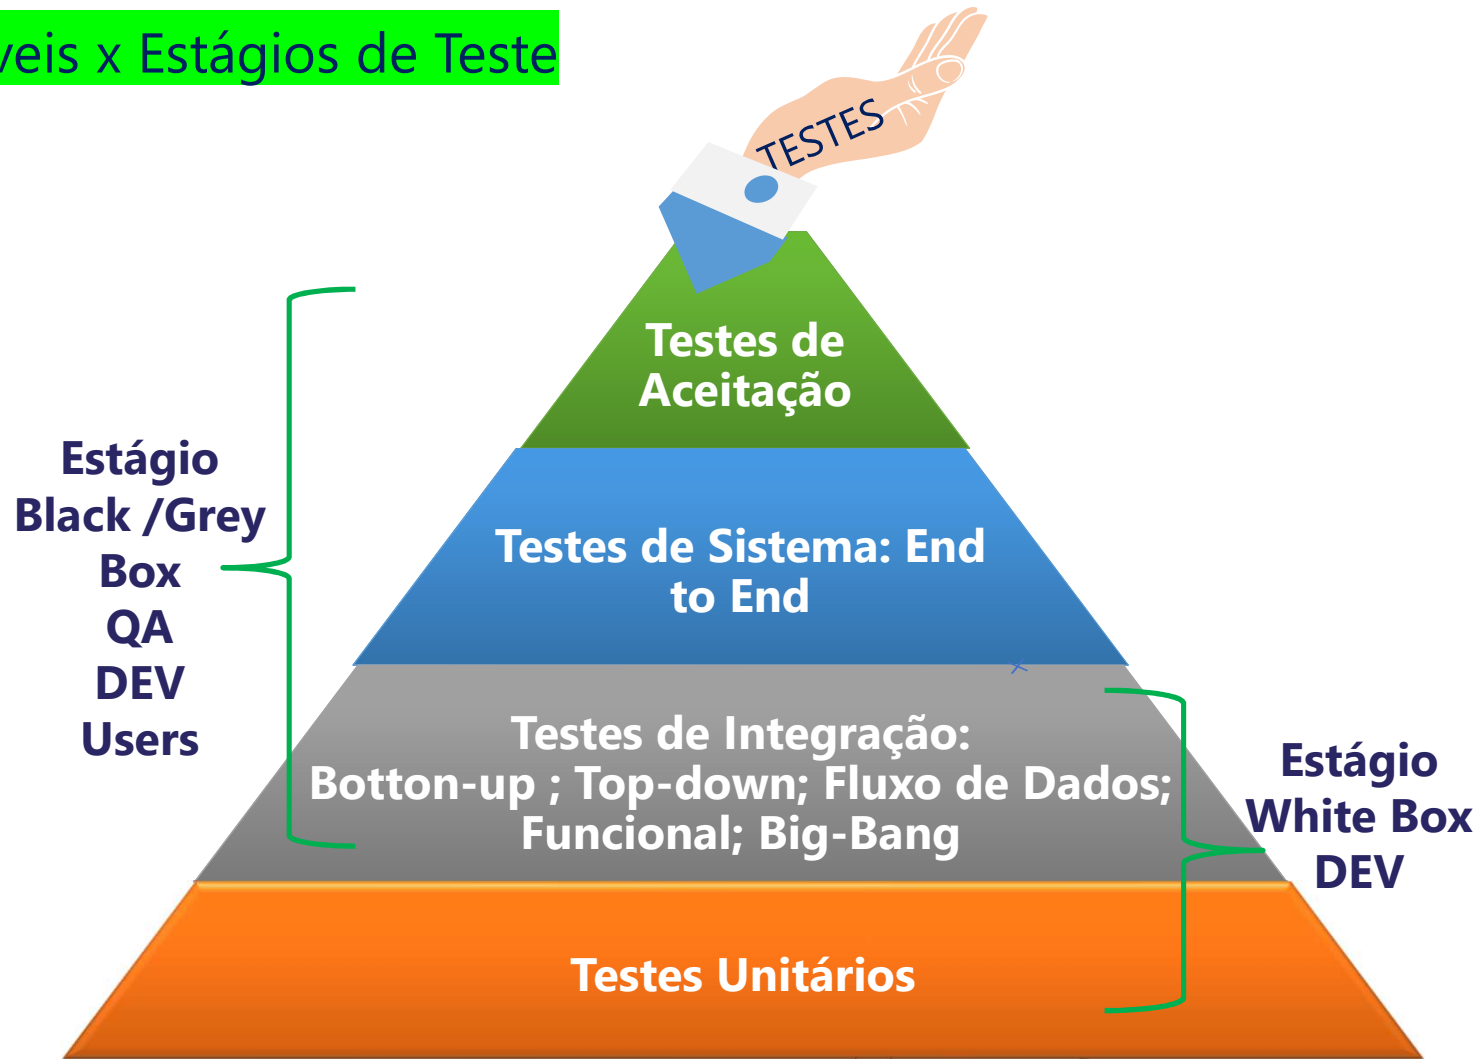 veis x Estágios de Teste
TESTES
Testes de
Aceitação
Estágio
Black /Grey
Box
QA
DEV
Users
Testes de Sistema: End
to End
Testes de Integração:
Botton-up ; Top-down; Fluxo de Dados;
Funcional; Big-Bang
Estágio
White Box
DEV
Testes Unitários